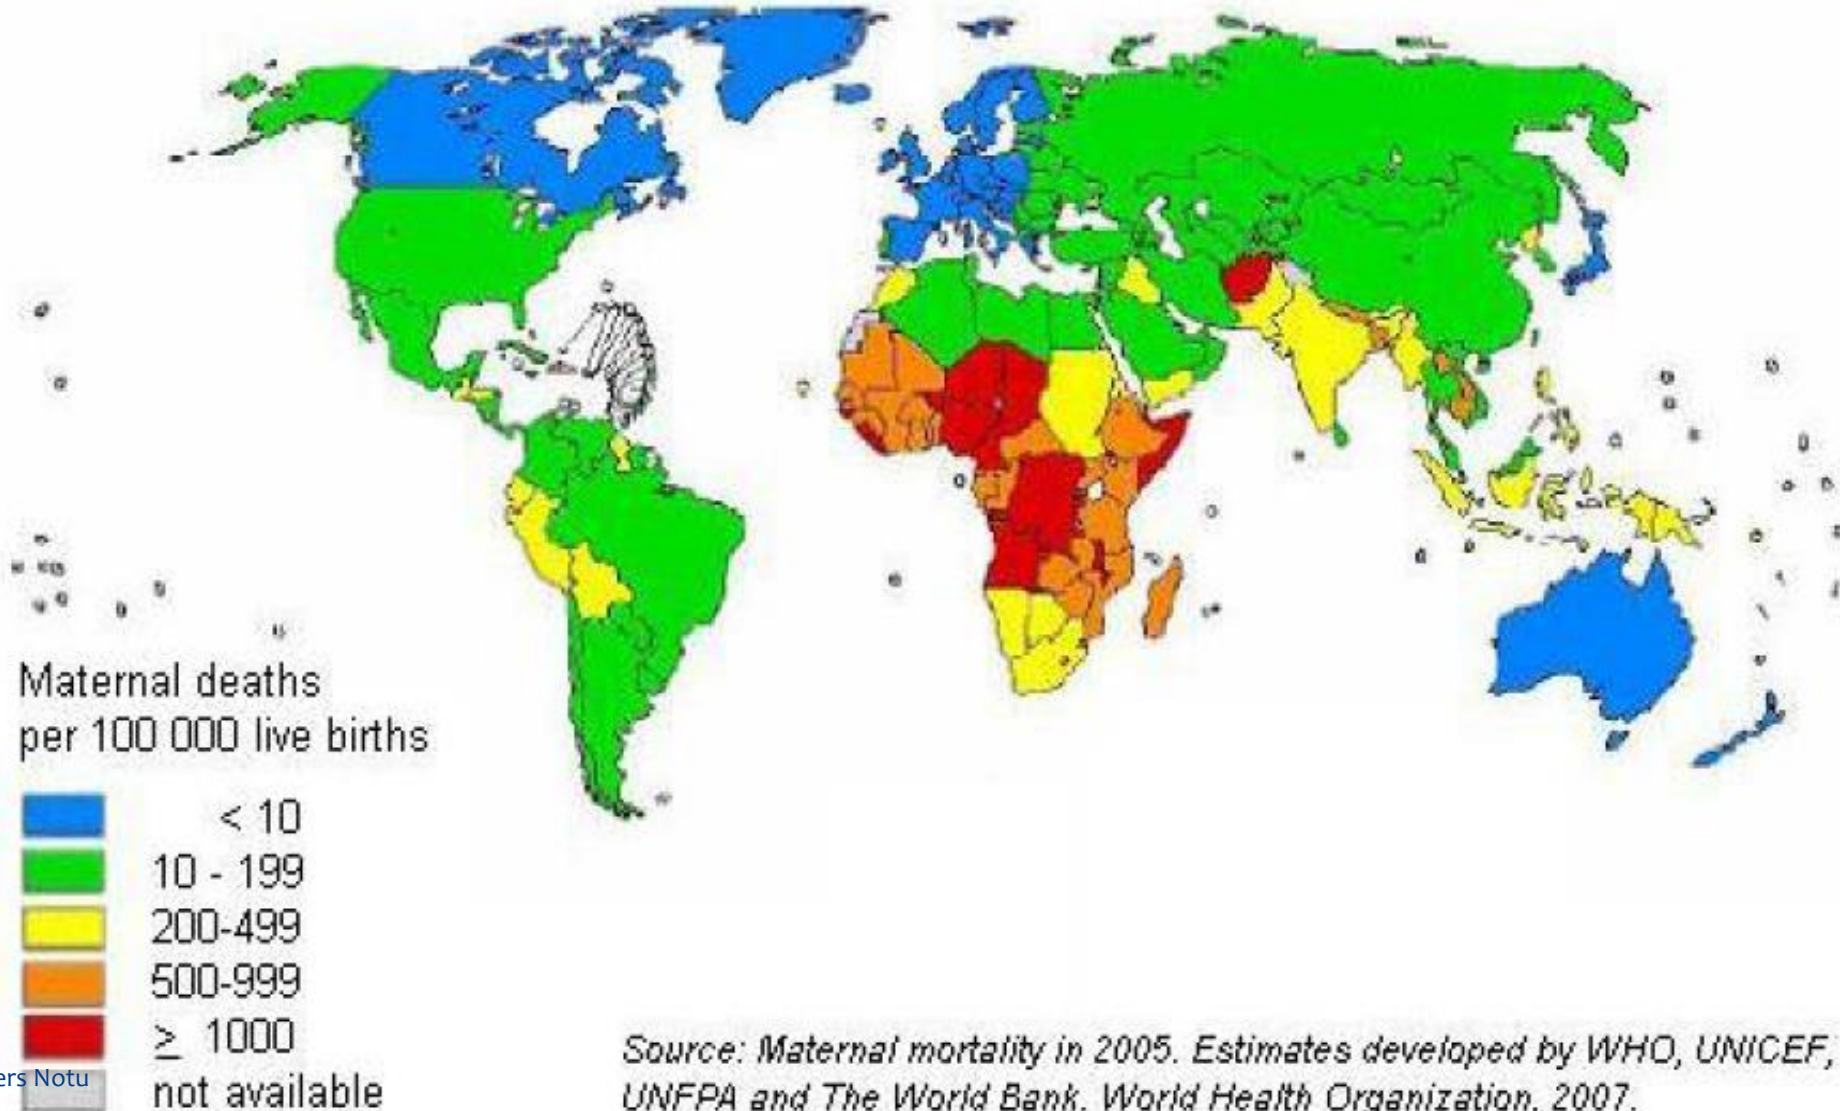 Maternal deaths
per 100 000 live births
< 10
10 - 199
200-499
500-999
≥ 1000
not available
ers Notu
Source: Maternal mortality in 2005. Estimates developed by WHO, UNICEF,
UNFPA and The World Bank. World Health Organization, 2007.